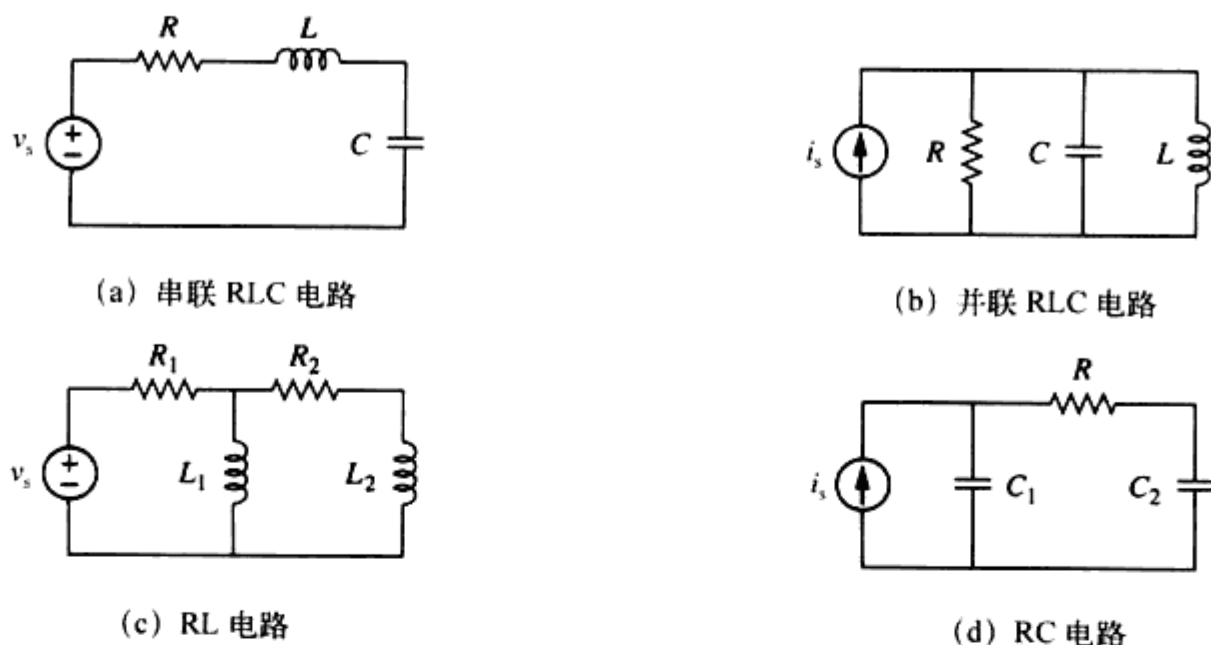 R L
v_s + − C
(a) 串联 RLC 电路
i_s R C L
(b) 并联 RLC 电路
R_1 R_2
v_s + − L_1 L_2
(c) RL 电路
R
i_s C_1 C_2
(d) RC 电路